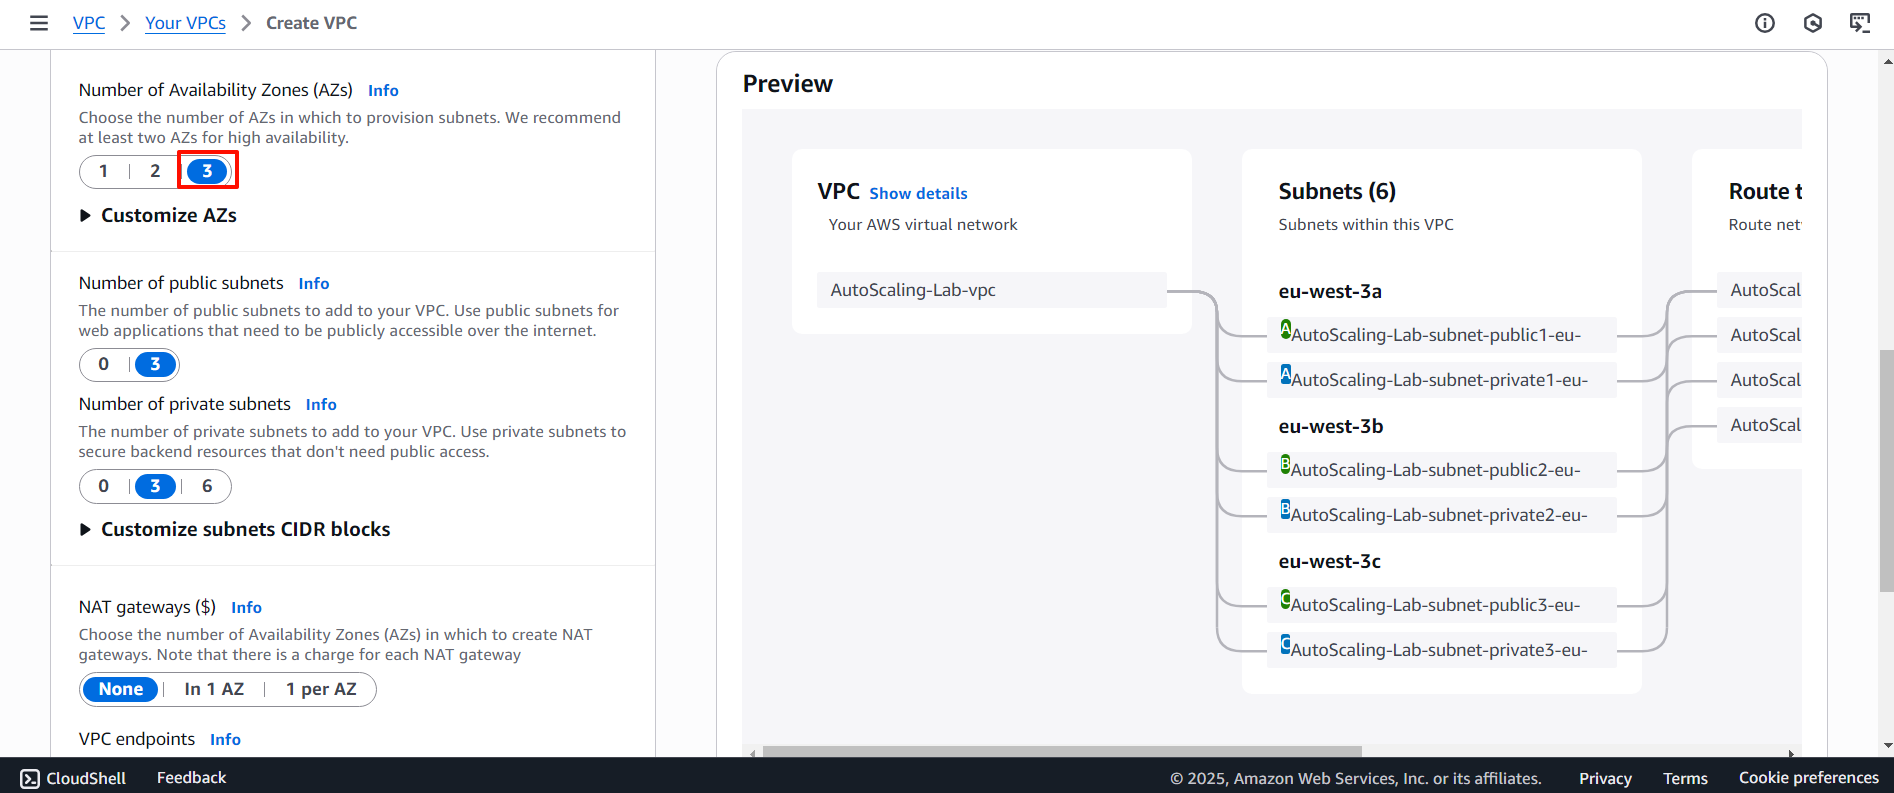 VPC > Your VPCs > Create VPC
Number of Availability Zones (AZs) Info
Choose the number of AZs in which to provision subnets. We recommend
at least two AZs for high availability.
1 2 3
Customize AZs
Number of public subnets Info
The number of public subnets to add to your VPC. Use public subnets for
web applications that need to be publicly accessible over the internet.
0 3
Number of private subnets Info
The number of private subnets to add to your VPC. Use private subnets to
secure backend resources that don't need public access.
0 3 6
Customize subnets CIDR blocks
NAT gateways ($) Info
Choose the number of Availability Zones (AZs) in which to create NAT
gateways. Note that there is a charge for each NAT gateway
None In 1 AZ 1 per AZ
VPC endpoints Info
Preview
VPC Show details
Your AWS virtual network
AutoScaling-Lab-vpc
Subnets (6)
Subnets within this VPC
eu-west-3a
A AutoScaling-Lab-subnet-public1-eu-
A AutoScaling-Lab-subnet-private1-eu-
eu-west-3b
B AutoScaling-Lab-subnet-public2-eu-
B AutoScaling-Lab-subnet-private2-eu-
eu-west-3c
C AutoScaling-Lab-subnet-public3-eu-
C AutoScaling-Lab-subnet-private3-eu-
Route t
Route net
AutoScal
AutoScal
AutoScal
AutoScal
CloudShell Feedback © 2025, Amazon Web Services, Inc. or its affiliates. Privacy Terms Cookie preferences